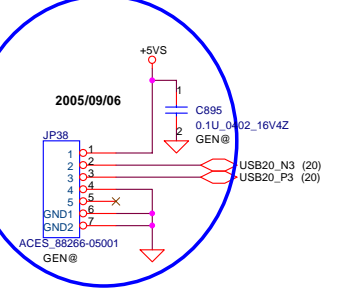 +5VS
2005/09/06
1
C895
0.1U_0402_16V4Z
2
GEN@
JP38
1 1
2 2
3 3
4 4
5 5
GND1 6
GND2 7
USB20_N3 (20)
USB20_P3 (20)
ACES_88266-05001
GEN@